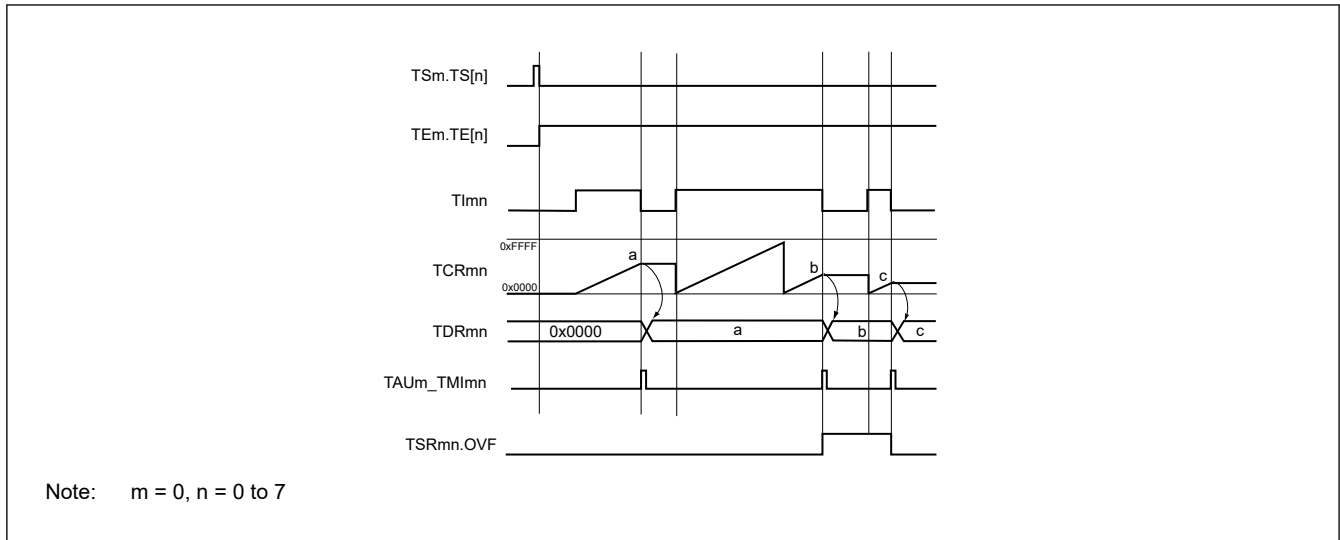 TSm.TS[n]
TEm.TE[n]
TImn
0xFFFF
TCRmn
a
b
c
0x0000
TDRmn
0x0000
a
b
c
TAUm_TMImn
TSRmn.OVF
Note: m = 0, n = 0 to 7